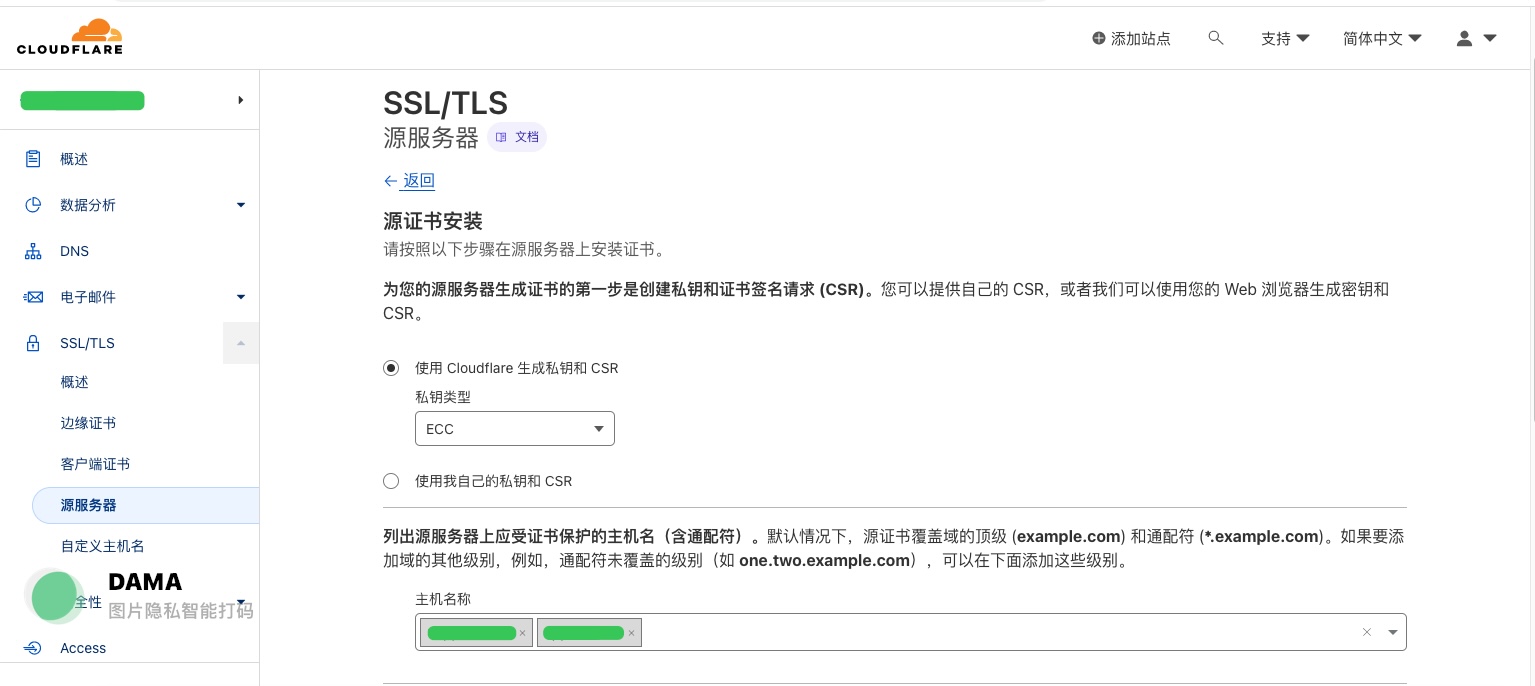 CLOUDFLARE
添加站点
支持
简体中文
概述
数据分析
DNS
电子邮件
SSL/TLS
概述
边缘证书
客户端证书
源服务器
自定义主机名
全性
DAMA
图片隐私智能打码
Access
SSL/TLS
源服务器
文档
← 返回
源证书安装
请按照以下步骤在源服务器上安装证书。
为您的源服务器生成证书的第一步是创建私钥和证书签名请求 (CSR)。您可以提供自己的 CSR，或者我们可以使用您的 Web 浏览器生成密钥和
CSR。
使用 Cloudflare 生成私钥和 CSR
私钥类型
ECC
使用我自己的私钥和 CSR
列出源服务器上应受证书保护的主机名（含通配符）。默认情况下，源证书覆盖域的顶级 (example.com) 和通配符 (*.example.com)。如果要添
加域的其他级别，例如，通配符未覆盖的级别（如 one.two.example.com），可以在下面添加这些级别。
主机名称